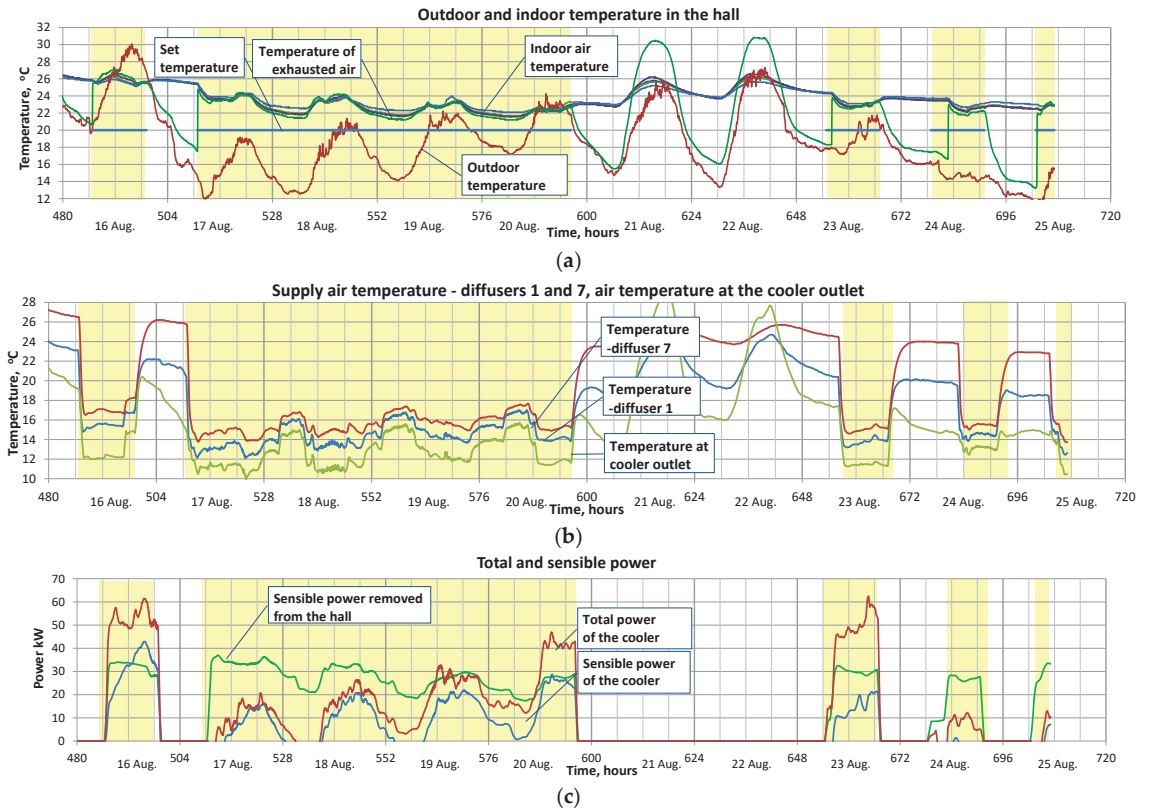 Outdoor and indoor temperature in the hall
Temperature, ºC
32
30
28
26
24
22
20
18
16
14
12
Set
temperature
Temperature of
exhausted air
Indoor air
temperature
Outdoor
temperature
480 504 528 552 576 600 624 648 672 696 720
16 Aug. 17 Aug. 18 Aug. 19 Aug. 20 Aug. 21 Aug. 22 Aug. 23 Aug. 24 Aug. 25 Aug.
Time, hours
(a)
Supply air temperature - diffusers 1 and 7, air temperature at the cooler outlet
Temperature, ºC
28
26
24
22
20
18
16
14
12
10
Temperature
-diffuser 7
Temperature
-diffuser 1
Temperature at
cooler outlet
480 504 528 552 576 600 624 648 672 696 720
16 Aug. 17 Aug. 18 Aug. 19 Aug. 20 Aug. 21 Aug. 22 Aug. 23 Aug. 24 Aug. 25 Aug.
Time, hours
(b)
Total and sensible power
Power kW
70
60
50
40
30
20
10
0
Sensible power removed
from the hall
Total power
of the cooler
Sensible power
of the cooler
480 504 528 552 576 600 624 648 672 696 720
16 Aug. 17 Aug. 18 Aug. 19 Aug. 20 Aug. 21 Aug. 22 Aug. 23 Aug. 24 Aug. 25 Aug.
Time, hours
(c)